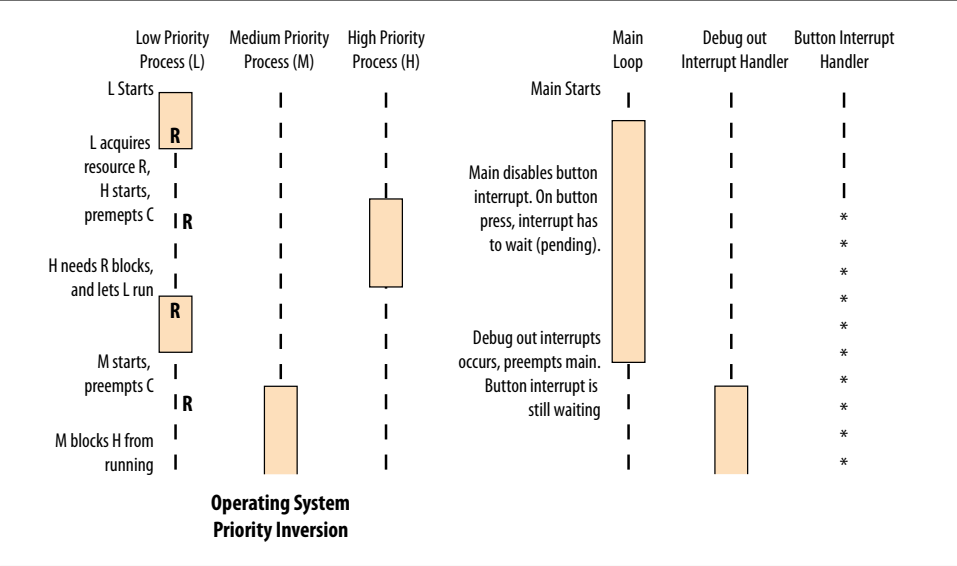 Low Priority
Process (L)
Medium Priority
Process (M)
High Priority
Process (H)
L Starts
R
L acquires
resource R,
H starts,
premepts C
R
H needs R blocks,
and lets L run
R
M starts,
preempts C
R
M blocks H from
running
Operating System
Priority Inversion
Main
Loop
Debug out
Interrupt Handler
Button Interrupt
Handler
Main Starts
Main disables button
interrupt. On button
press, interrupt has
to wait (pending).
*
*
*
*
*
*
*
*
*
*
Debug out interrupts
occurs, preempts main.
Button interrupt is
still waiting